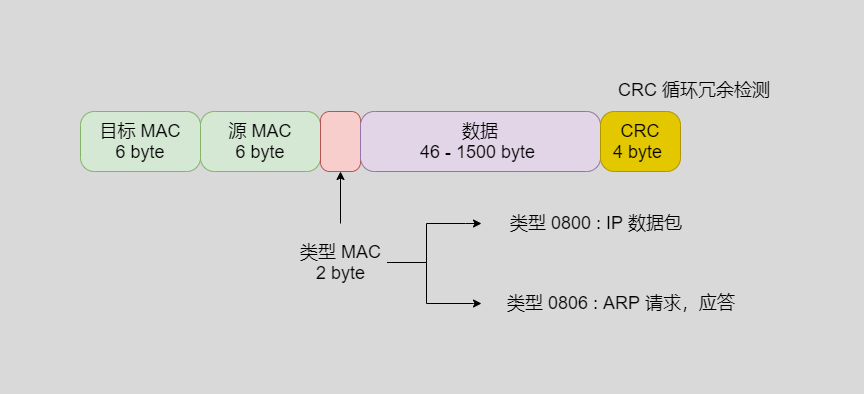 CRC 循环冗余检测
目标 MAC
6 byte
源 MAC
6 byte
数据
46 - 1500 byte
CRC
4 byte
类型 MAC
2 byte
类型 0800 : IP 数据包
类型 0806 : ARP 请求，应答